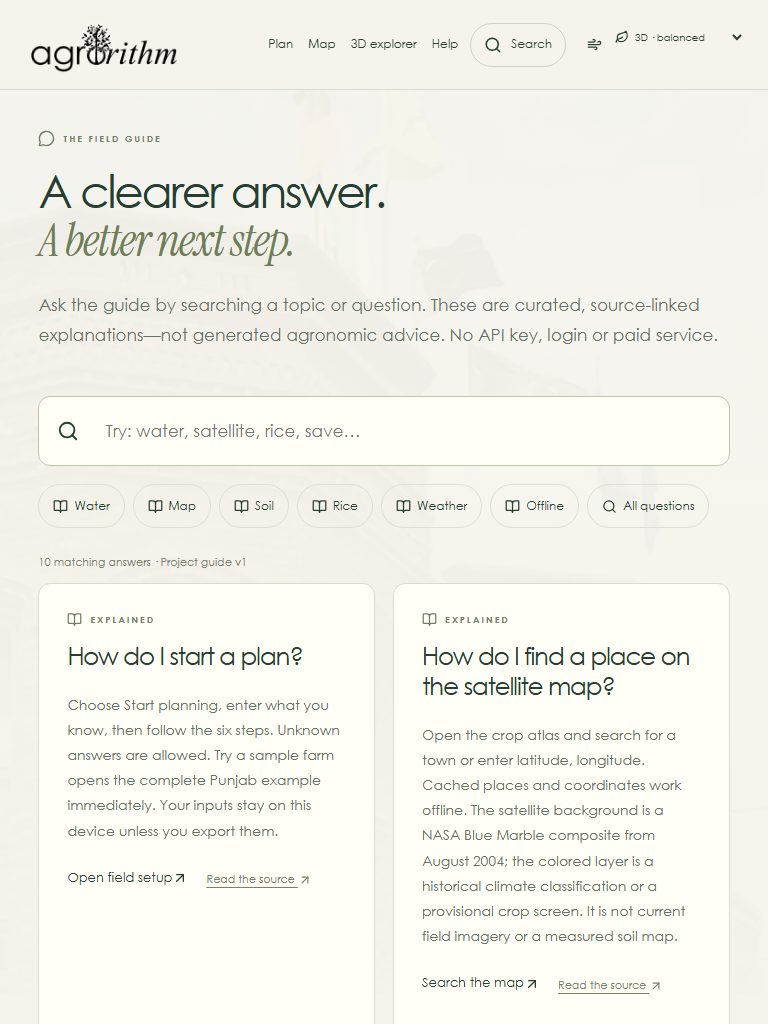 agrorithm
Plan Map 3D explorer Help Search 3D · balanced
THE FIELD GUIDE
A clearer answer.
A better next step.
Ask the guide by searching a topic or question. These are curated, source-linked
explanations—not generated agronomic advice. No API key, login or paid service.
Try: water, satellite, rice, save…
Water Map Soil Rice Weather Offline All questions
10 matching answers · Project guide v1
EXPLAINED
How do I start a plan?
Choose Start planning, enter what you
know, then follow the six steps. Unknown
answers are allowed. Try a sample farm
opens the complete Punjab example
immediately. Your inputs stay on this
device unless you export them.
Open field setup Read the source
EXPLAINED
How do I find a place on
the satellite map?
Open the crop atlas and search for a
town or enter latitude, longitude.
Cached places and coordinates work
offline. The satellite background is a
NASA Blue Marble composite from
August 2004; the colored layer is a
historical climate classification or a
provisional crop screen. It is not current
field imagery or a measured soil map.
Search the map Read the source